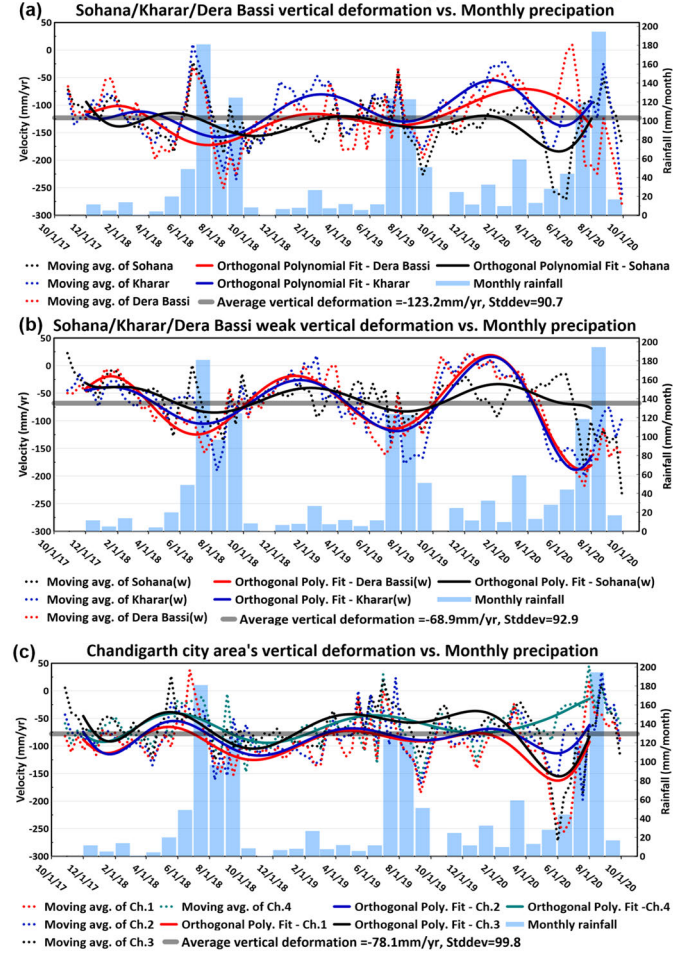 (a) Sohana/Kharar/Dera Bassi vertical deformation vs. Monthly precipation
50
0
-50
-100
-150
-200
-250
-300
Velocity (mm/yr)
200
180
160
140
120
100
80
60
40
20
0
Rainfall (mm/month)
10/1/17 12/1/17 2/1/18 4/1/18 6/1/18 8/1/18 10/1/18 12/1/18 2/1/19 4/1/19 6/1/19 8/1/19 10/1/19 12/1/19 2/1/20 4/1/20 6/1/20 8/1/20 10/1/20
Moving avg. of Sohana Orthogonal Polynomial Fit - Dera Bassi Orthogonal Polynomial Fit - Sohana
Moving avg. of Kharar Orthogonal Polynomial Fit - Kharar Monthly rainfall
Moving avg. of Dera Bassi Average vertical deformation =-123.2mm/yr, Stddev=90.7
(b) Sohana/Kharar/Dera Bassi weak vertical deformation vs. Monthly precipation
50
0
-50
-100
-150
-200
-250
-300
Velocity (mm/yr)
200
180
160
140
120
100
80
60
40
20
0
Rainfall (mm/month)
10/1/17 12/1/17 2/1/18 4/1/18 6/1/18 8/1/18 10/1/18 12/1/18 2/1/19 4/1/19 6/1/19 8/1/19 10/1/19 12/1/19 2/1/20 4/1/20 6/1/20 8/1/20 10/1/20
Moving avg. of Sohana(w) Orthogonal Poly. Fit - Dera Bassi(w) Orthogonal Poly. Fit - Sohana(w)
Moving avg. of Kharar(w) Orthogonal Poly. Fit - Kharar(w) Monthly rainfall
Moving avg. of Dera Bassi(w) Average vertical deformation =-68.9mm/yr, Stddev=92.9
(c) Chandigarth city area's vertical deformation vs. Monthly precipation
50
0
-50
-100
-150
-200
-250
-300
Velocity (mm/yr)
200
180
160
140
120
100
80
60
40
20
0
Rainfall (mm/month)
10/1/17 12/1/17 2/1/18 4/1/18 6/1/18 8/1/18 10/1/18 12/1/18 2/1/19 4/1/19 6/1/19 8/1/19 10/1/19 12/1/19 2/1/20 4/1/20 6/1/20 8/1/20 10/1/20
Moving avg. of Ch.1 Moving avg. of Ch.4 Orthogonal Poly. Fit - Ch.2 Orthogonal Poly. Fit -Ch.4
Moving avg. of Ch.2 Orthogonal Poly. Fit - Ch.1 Orthogonal Poly. Fit - Ch.3 Monthly rainfall
Moving avg. of Ch.3 Average vertical deformation =-78.1mm/yr, Stddev=99.8